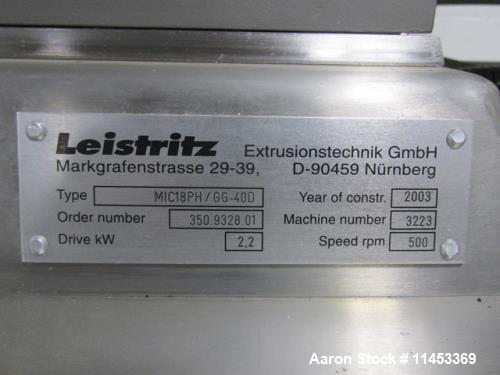 Leistritz Extrusionstechnik GmbH
Markgrafenstrasse 29-39, D-90459 Nürnberg
Type MIC18PH/GG-40D Year of constr. 2003
Order number 350.9328.01 Machine number 3223
Drive kW 2,2 Speed rpm 500
Aaron Stock # 11453369